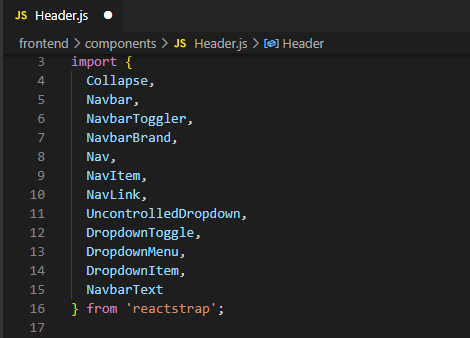 JS Header.js
frontend > components > JS Header.js > Header
3 import {
4 Collapse,
5 Navbar,
6 NavbarToggler,
7 NavbarBrand,
8 Nav,
9 NavItem,
10 NavLink,
11 UncontrolledDropdown,
12 DropdownToggle,
13 DropdownMenu,
14 DropdownItem,
15 NavbarText
16 } from 'reactstrap';
17